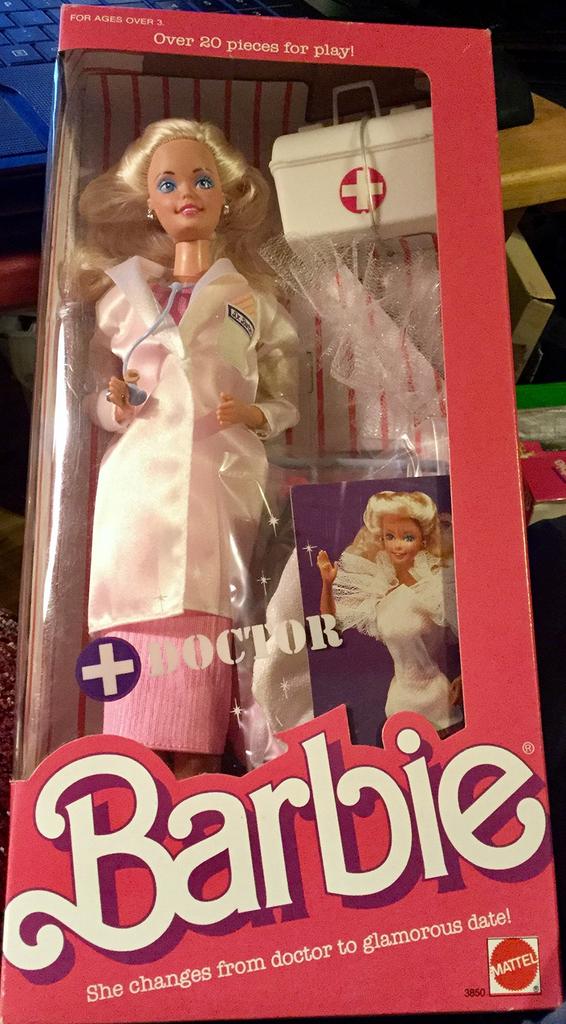 FOR AGES OVER 3.
Over 20 pieces for play!
DOCTOR
Barbie®
She changes from doctor to glamorous date!
MATTEL
3850